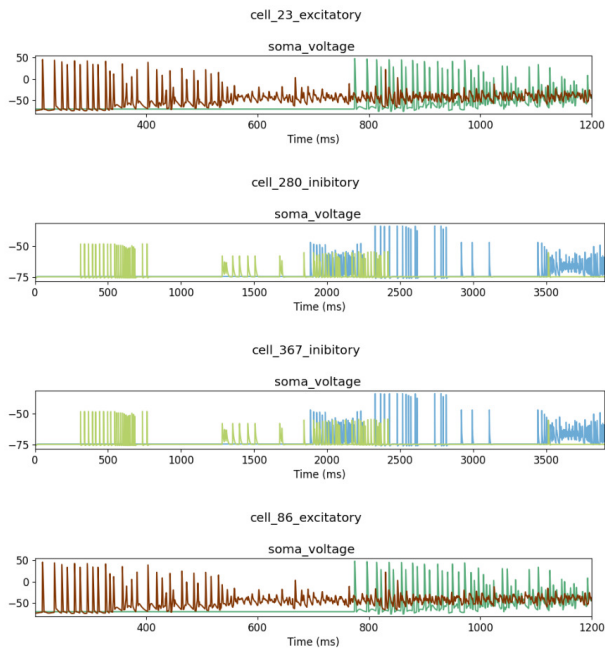 cell_23_excitatory
soma_voltage
50
0
−50
400 600 800 1000 1200
Time (ms)
cell_280_inibitory
soma_voltage
−50
−75
0 500 1000 1500 2000 2500 3000 3500
Time (ms)
cell_367_inibitory
soma_voltage
−50
−75
0 500 1000 1500 2000 2500 3000 3500
Time (ms)
cell_86_excitatory
soma_voltage
50
0
−50
400 600 800 1000 1200
Time (ms)